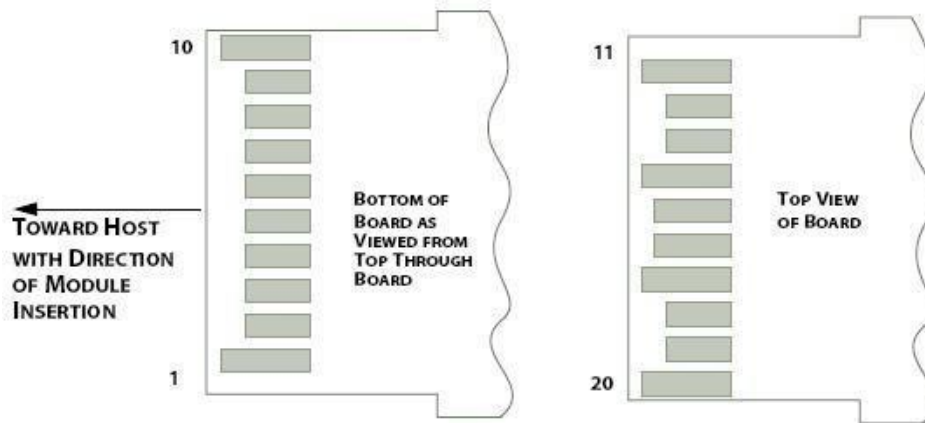 10
1
TOWARD HOST
WITH DIRECTION
OF MODULE
INSERTION
BOTTOM OF
BOARD AS
VIEWED FROM
TOP THROUGH
BOARD
11
20
TOP VIEW
OF BOARD